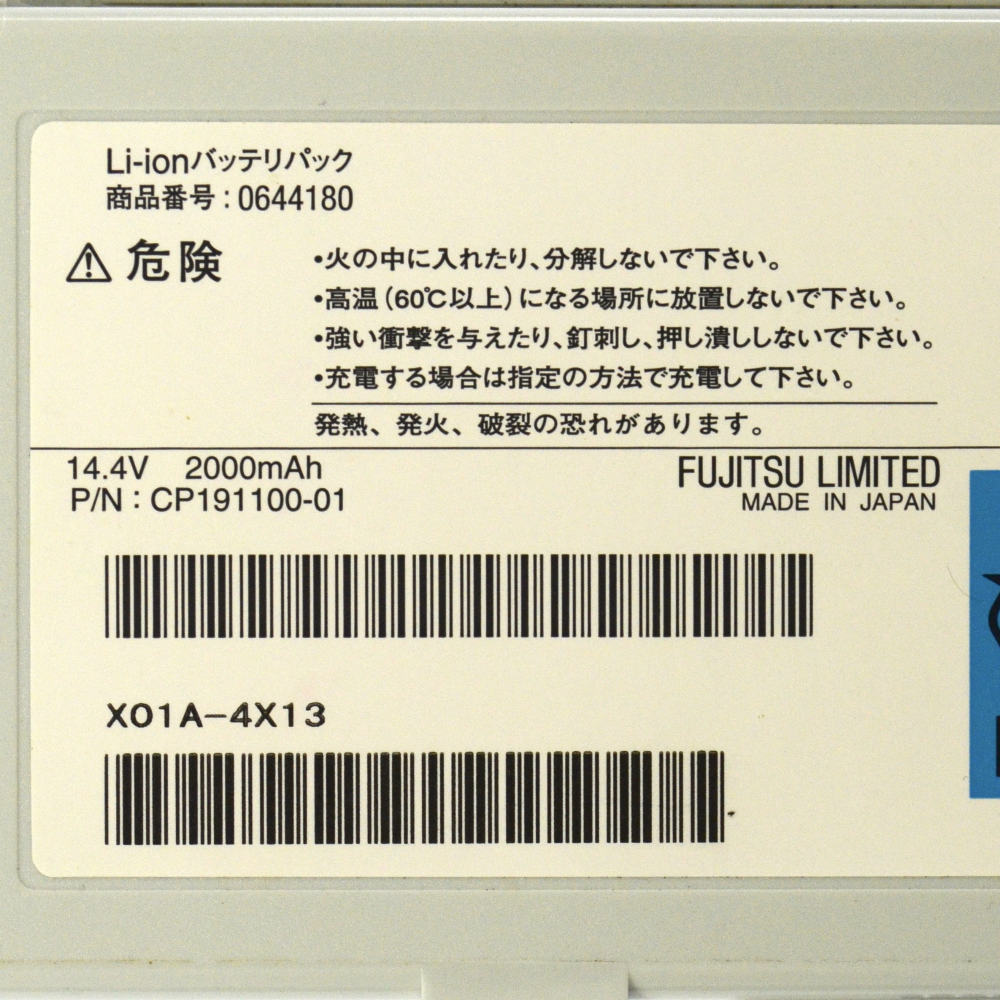 Li-ionバッテリパック
商品番号：0644180
危険
・火の中に入れたり、分解しないで下さい。
・高温（60℃以上）になる場所に放置しないで下さい。
・強い衝撃を与えたり、釘刺し、押し潰ししないで下さい。
・充電する場合は指定の方法で充電して下さい。
発熱、発火、破裂の恐れがあります。
14.4V 2000mAh
P/N：CP191100-01
FUJITSU LIMITED
MADE IN JAPAN
X01A-4X13